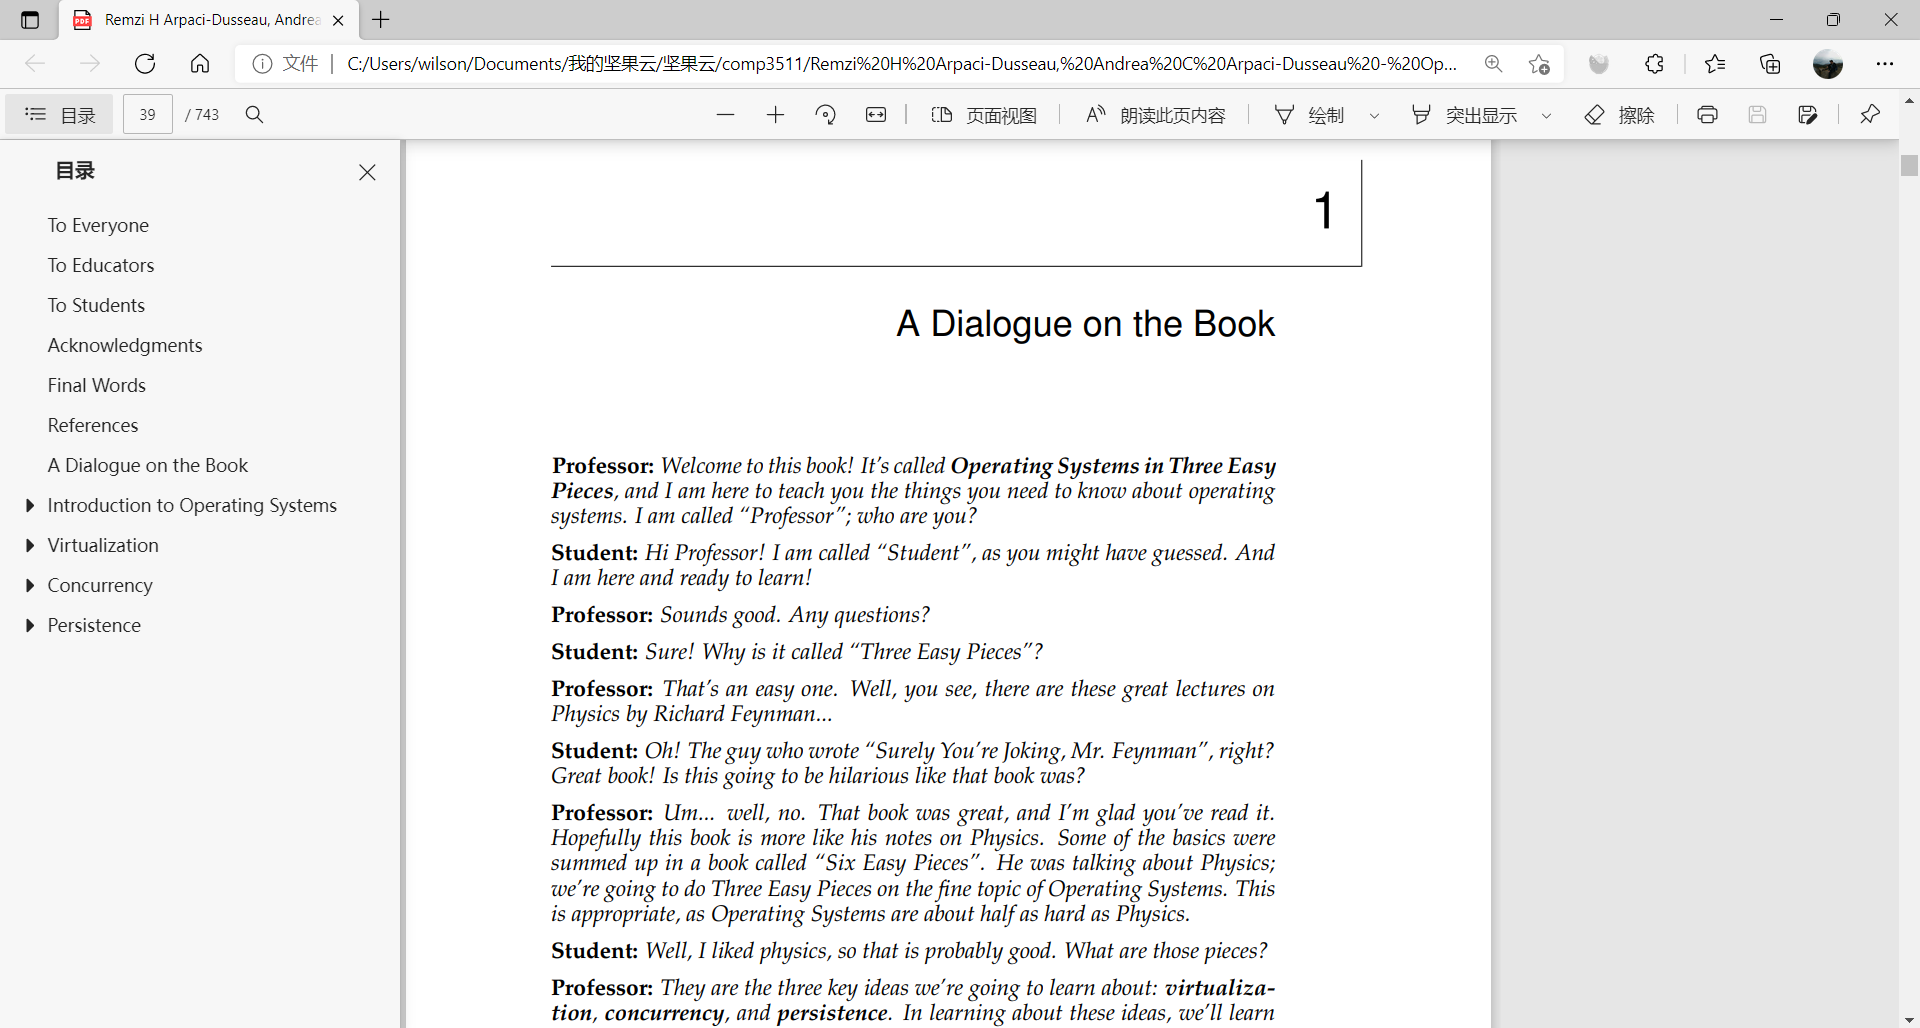 Remzi H Arpaci-Dusseau, Andrea
文件
C:/Users/wilson/Documents/我的坚果云/坚果云/comp3511/Remzi%20H%20Arpaci-Dusseau,%20Andrea%20C%20Arpaci-Dusseau%20-%20Op...
目录
39
/ 743
页面视图
朗读此页内容
绘制
突出显示
擦除
目录
To Everyone
To Educators
To Students
Acknowledgments
Final Words
References
A Dialogue on the Book
Introduction to Operating Systems
Virtualization
Concurrency
Persistence
1
A Dialogue on the Book
Professor: Welcome to this book! It’s called Operating Systems in Three Easy
Pieces, and I am here to teach you the things you need to know about operating
systems. I am called “Professor”; who are you?
Student: Hi Professor! I am called “Student”, as you might have guessed. And
I am here and ready to learn!
Professor: Sounds good. Any questions?
Student: Sure! Why is it called “Three Easy Pieces”?
Professor: That’s an easy one. Well, you see, there are these great lectures on
Physics by Richard Feynman...
Student: Oh! The guy who wrote “Surely You’re Joking, Mr. Feynman”, right?
Great book! Is this going to be hilarious like that book was?
Professor: Um... well, no. That book was great, and I’m glad you’ve read it.
Hopefully this book is more like his notes on Physics. Some of the basics were
summed up in a book called “Six Easy Pieces”. He was talking about Physics;
we’re going to do Three Easy Pieces on the fine topic of Operating Systems. This
is appropriate, as Operating Systems are about half as hard as Physics.
Student: Well, I liked physics, so that is probably good. What are those pieces?
Professor: They are the three key ideas we’re going to learn about: virtualiza-
tion, concurrency, and persistence. In learning about these ideas, we’ll learn